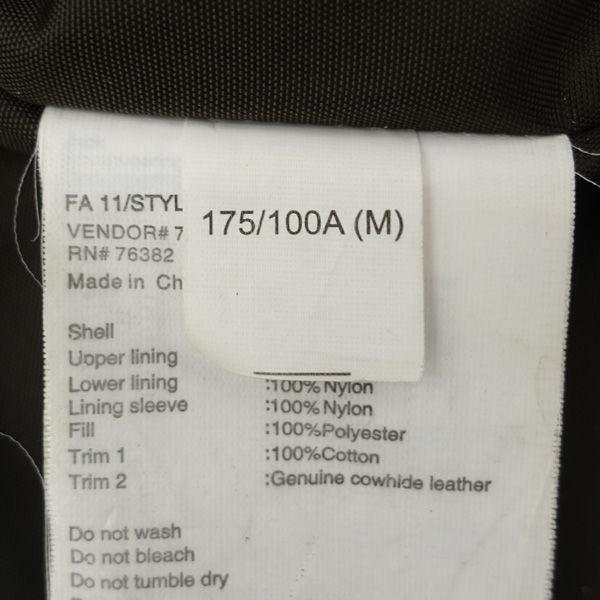 FA 11/STYL
175/100A (M)
VENDOR# 7
RN# 76382
Made in Ch
Shell
Upper lining
Lower lining :100% Nylon
Lining sleeve :100% Nylon
Fill :100%Polyester
Trim 1 :100%Cotton
Trim 2 :Genuine cowhide leather
Do not wash
Do not bleach
Do not tumble dry